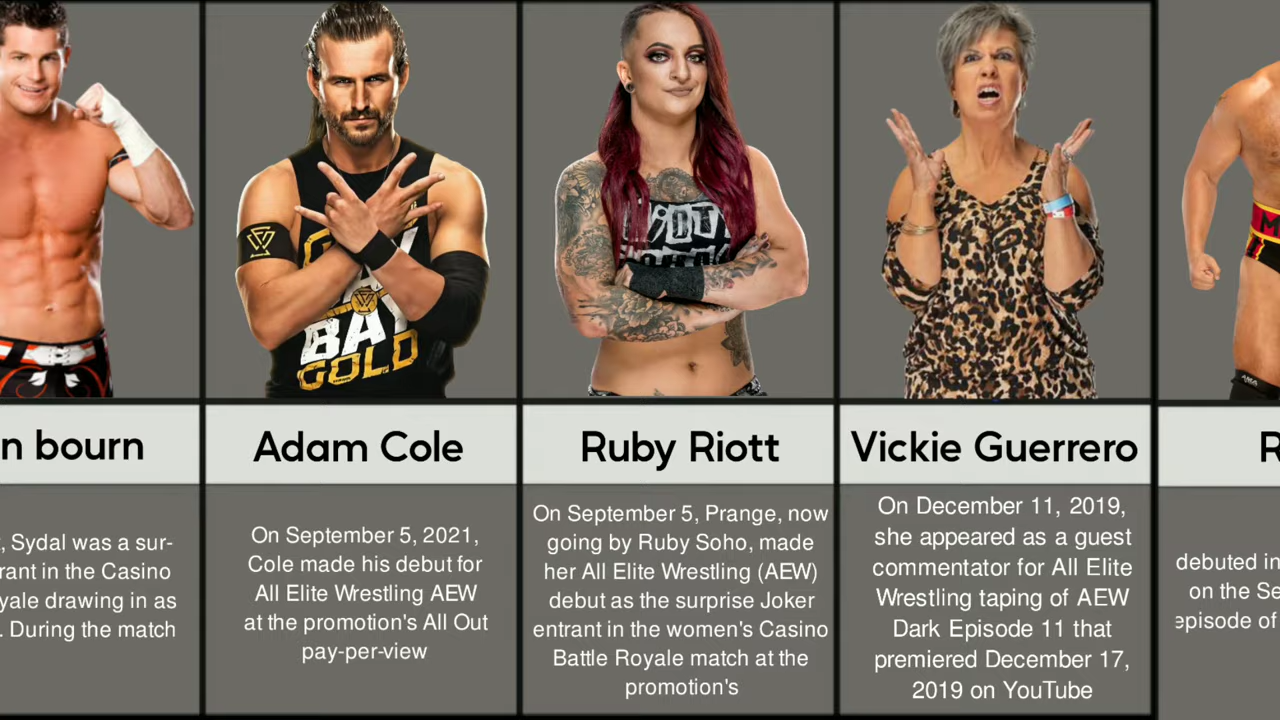 n bourn
, Sydal was a sur-
rant in the Casino
yale drawing in as
. During the match
BAY
GOLD
Adam Cole
On September 5, 2021,
Cole made his debut for
All Elite Wrestling AEW
at the promotion's All Out
pay-per-view
Ruby Riott
On September 5, Prange, now
going by Ruby Soho, made
her All Elite Wrestling (AEW)
debut as the surprise Joker
entrant in the women's Casino
Battle Royale match at the
promotion's
Vickie Guerrero
On December 11, 2019,
she appeared as a guest
commentator for All Elite
Wrestling taping of AEW
Dark Episode 11 that
premiered December 17,
2019 on YouTube
R
debuted in
on the Se
episode of